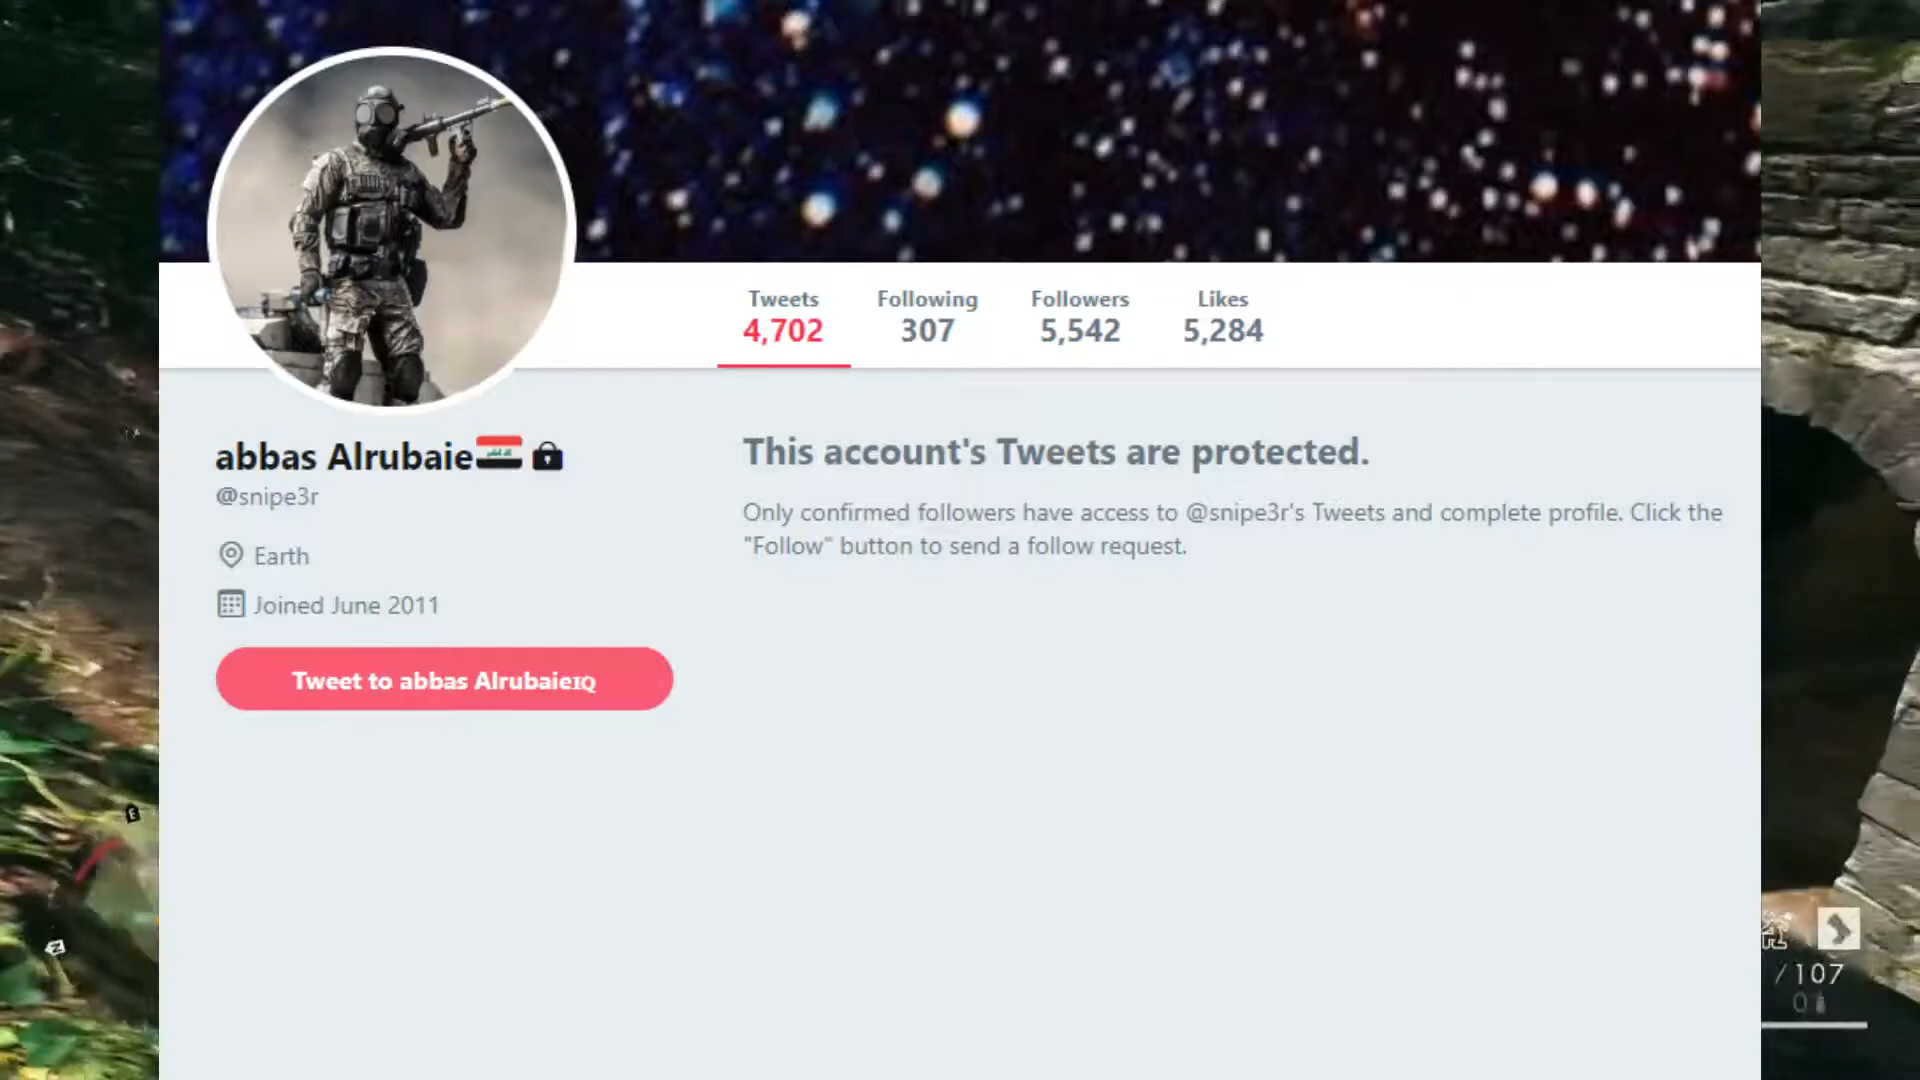 Tweets Following Followers Likes
4,702 307 5,542 5,284
abbas Alrubaie
@snipe3r
Earth
Joined June 2011
Tweet to abbas AlrubaieIQ
This account's Tweets are protected.
Only confirmed followers have access to @snipe3r's Tweets and complete profile. Click the
"Follow" button to send a follow request.
E
/107
0